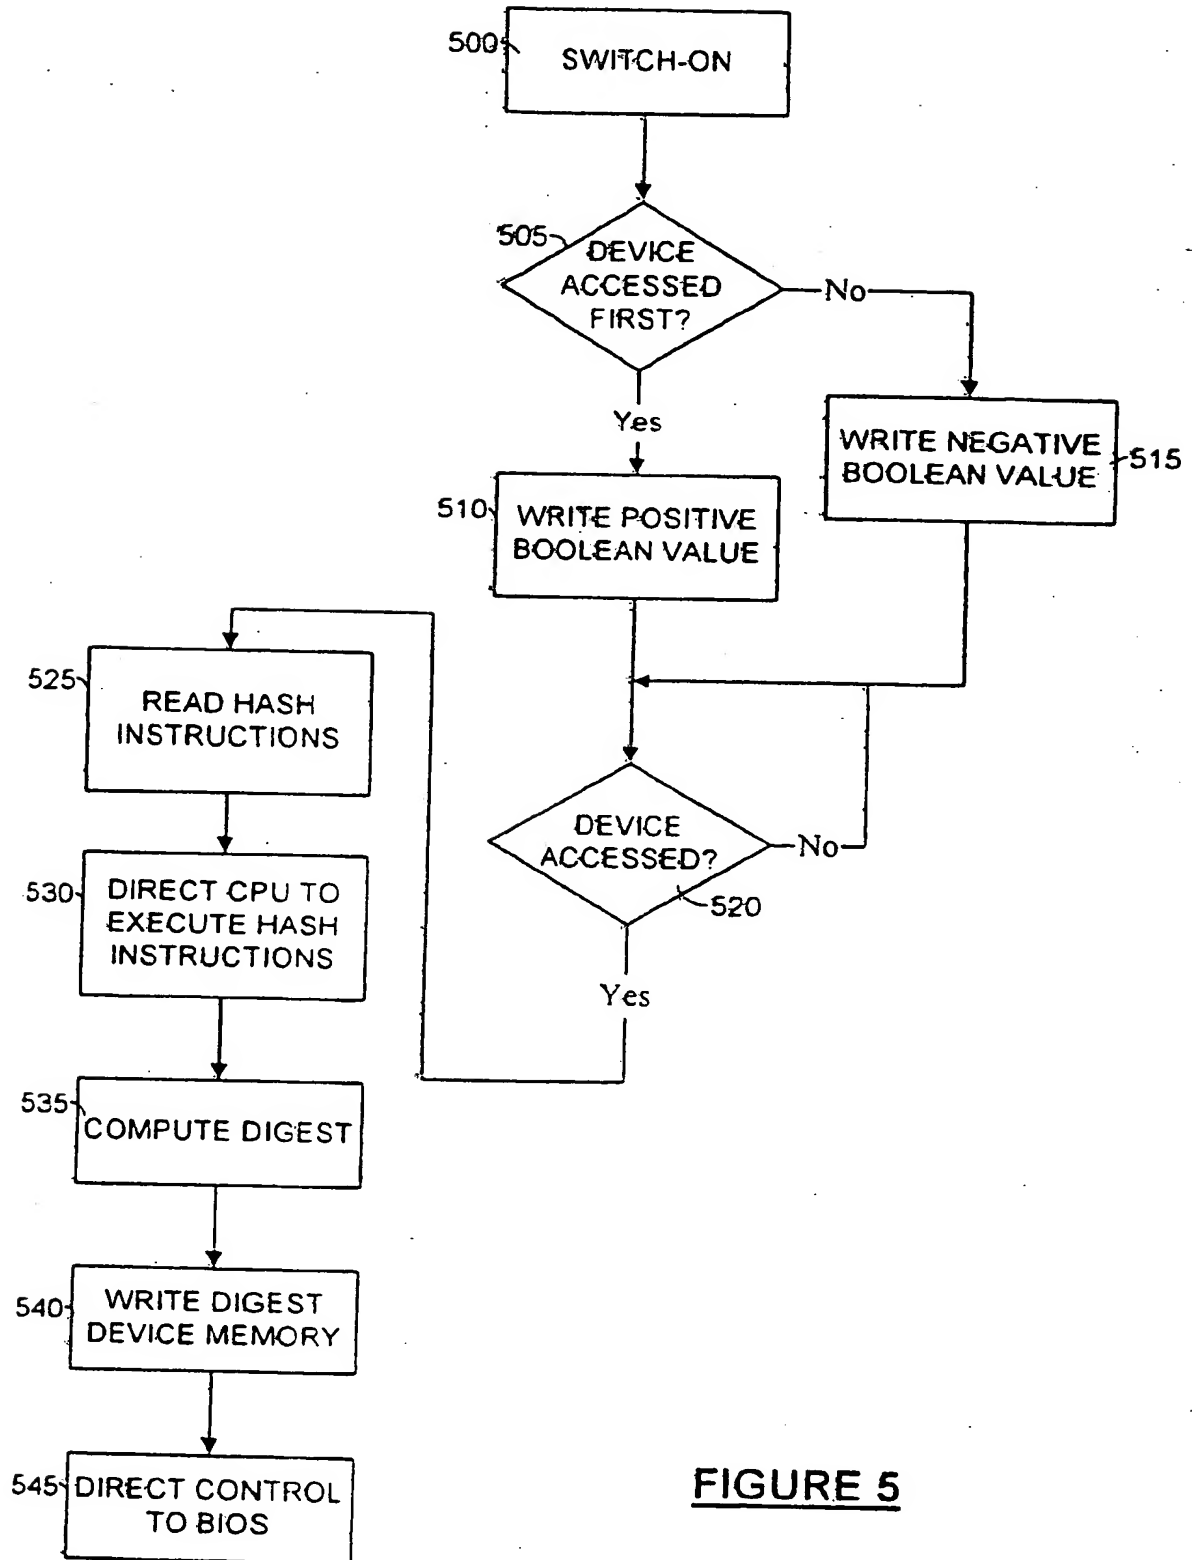 500
SWITCH-ON
505
DEVICE
ACCESSED
FIRST?
No
Yes
WRITE NEGATIVE
BOOLEAN VALUE
515
510
WRITE POSITIVE
BOOLEAN VALUE
525
READ HASH
INSTRUCTIONS
DEVICE
ACCESSED?
No
520
Yes
530
DIRECT CPU TO
EXECUTE HASH
INSTRUCTIONS
535
COMPUTE DIGEST
540
WRITE DIGEST
DEVICE MEMORY
545
DIRECT CONTROL
TO BIOS
FIGURE 5